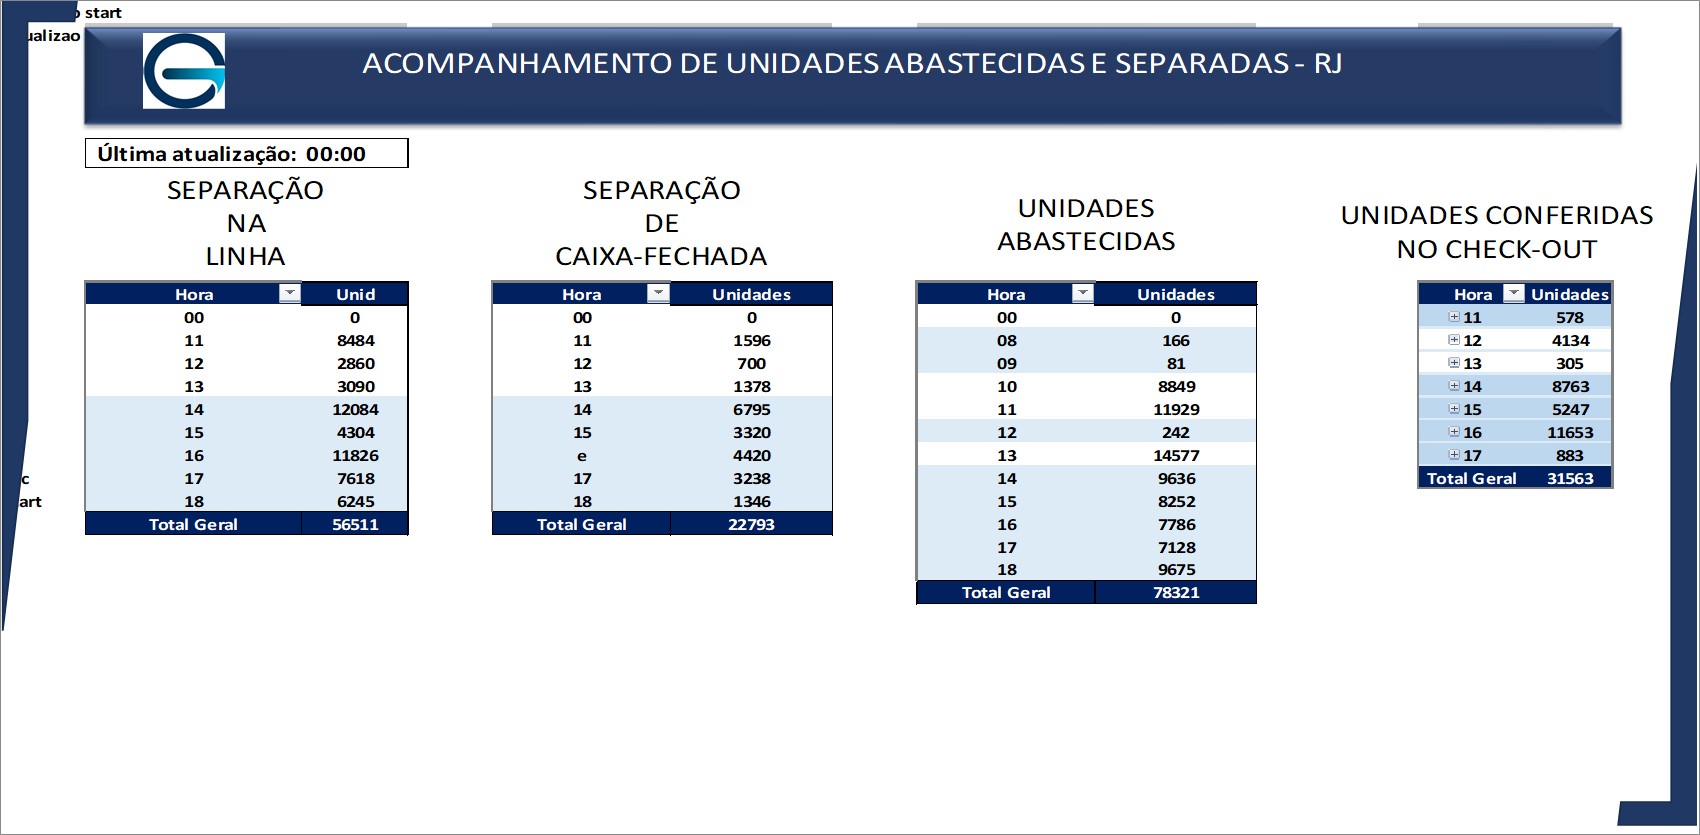 start
ualizao
ACOMPANHAMENTO DE UNIDADES ABASTECIDAS E SEPARADAS - RJ
Última atualização: 00:00
SEPARAÇÃO
NA
LINHA
Hora Unid
00 0
11 8484
12 2860
13 3090
14 12084
15 4304
16 11826
17 7618
18 6245
Total Geral 56511
SEPARAÇÃO
DE
CAIXA-FECHADA
Hora Unidades
00 0
11 1596
12 700
13 1378
14 6795
15 3320
e 4420
17 3238
18 1346
Total Geral 22793
UNIDADES
ABASTECIDAS
Hora Unidades
00 0
08 166
09 81
10 8849
11 11929
12 242
13 14577
14 9636
15 8252
16 7786
17 7128
18 9675
Total Geral 78321
UNIDADES CONFERIDAS
NO CHECK-OUT
Hora Unidades
11 578
12 4134
13 305
14 8763
15 5247
16 11653
17 883
Total Geral 31563
c
art